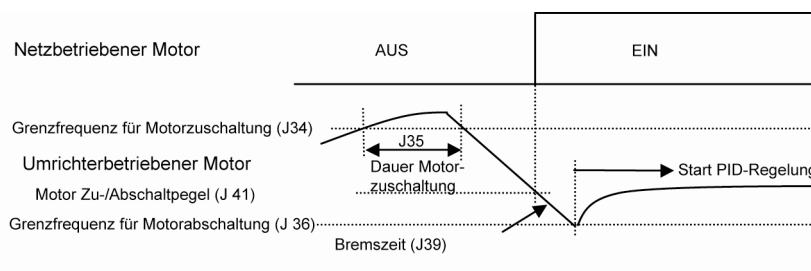 Netzbetriebener Motor
AUS
EIN
Grenzfrequenz für Motorzuschaltung (J34)
J35
Umrichterbetriebener Motor
Dauer Motor-
zuschaltung
Start PID-Regelung
Motor Zu-/Abschaltpegel (J 41)
Grenzfrequenz für Motorabschaltung (J 36)
Bremszeit (J39)